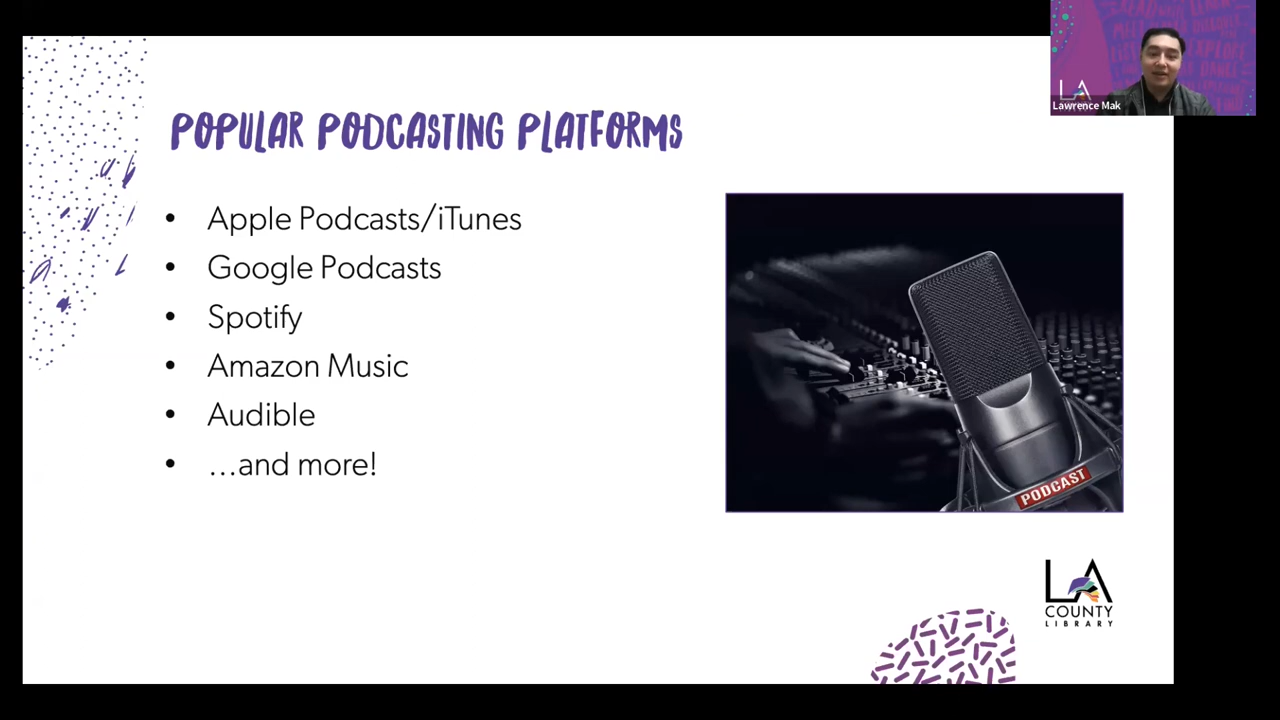 LA
Lawrence Mak
POPULAR PODCASTING PLATFORMS
• Apple Podcasts/iTunes
• Google Podcasts
• Spotify
• Amazon Music
• Audible
• ...and more!
PODCAST
LA
COUNTY
LIBRARY